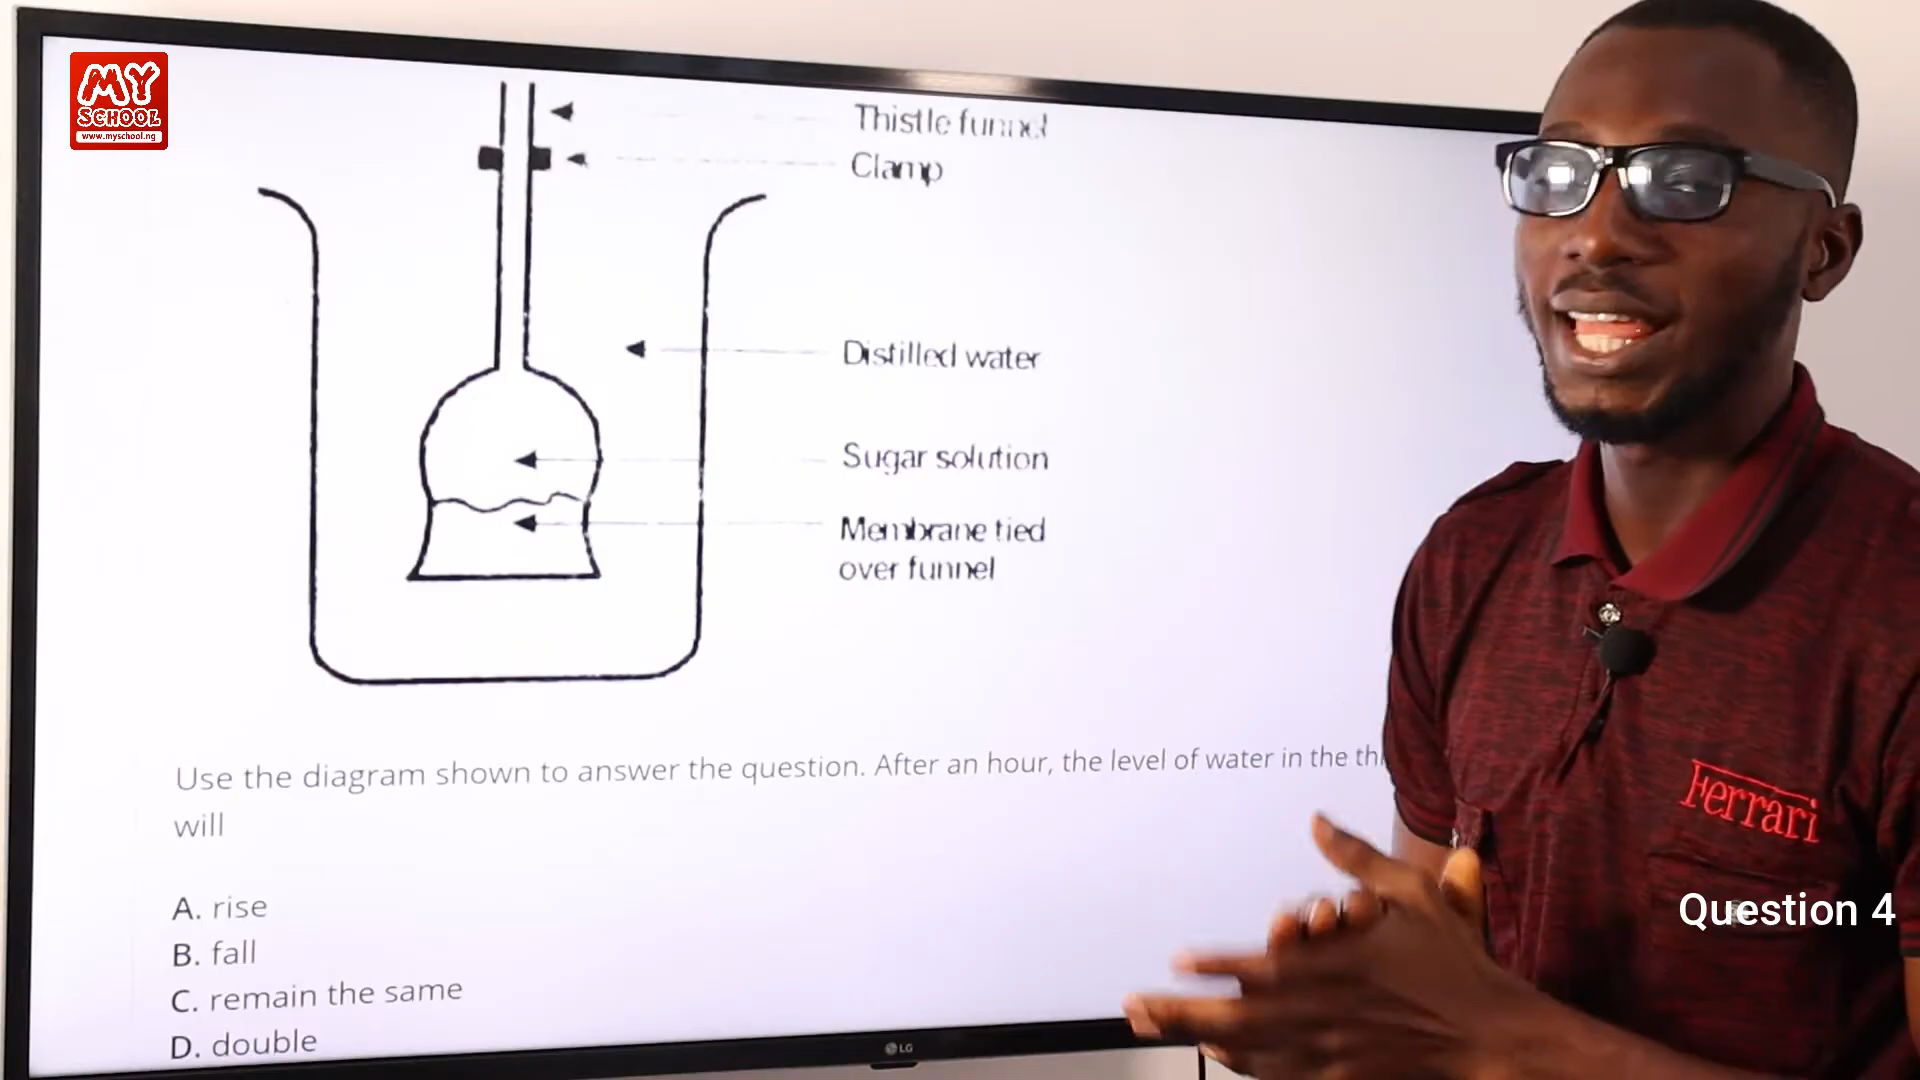 MY
SCHOOL
www.myschool.ng
Thistle funnel
Clamp
Distilled water
Sugar solution
Membrane tied
over funnel
Use the diagram shown to answer the question. After an hour, the level of water in the
will
A. rise
B. fall
C. remain the same
D. double
LG
Ferrari
Question 4